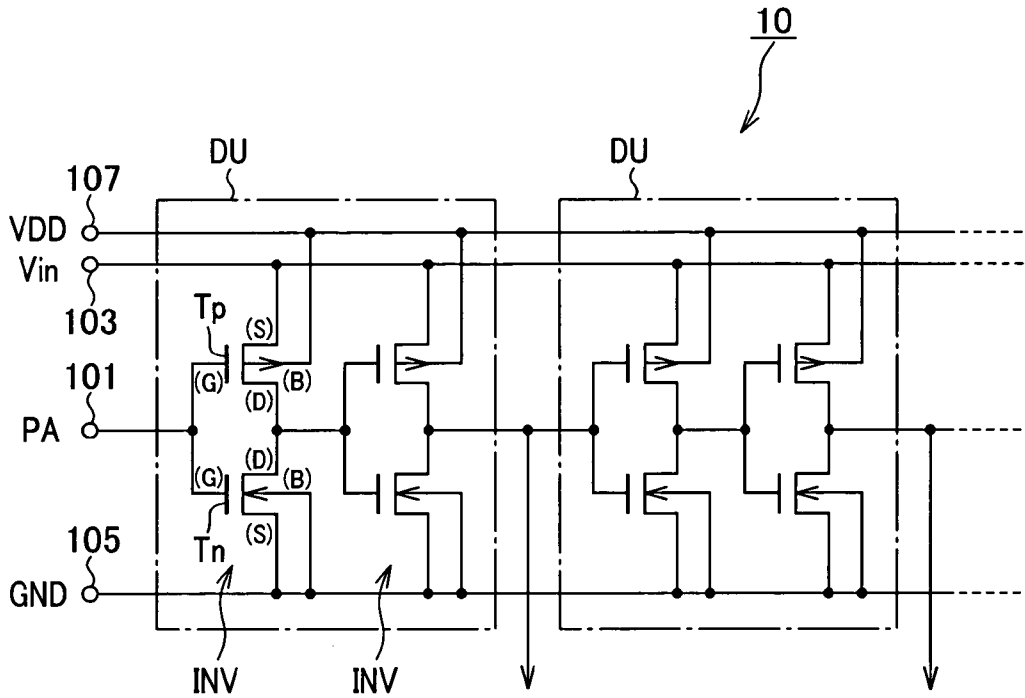 10
DU
DU
107
VDD
Vin
103
Tp
(S)
(G)
(B)
(D)
101
PA
(D)
(G)
(B)
(S)
Tn
105
GND
INV
INV